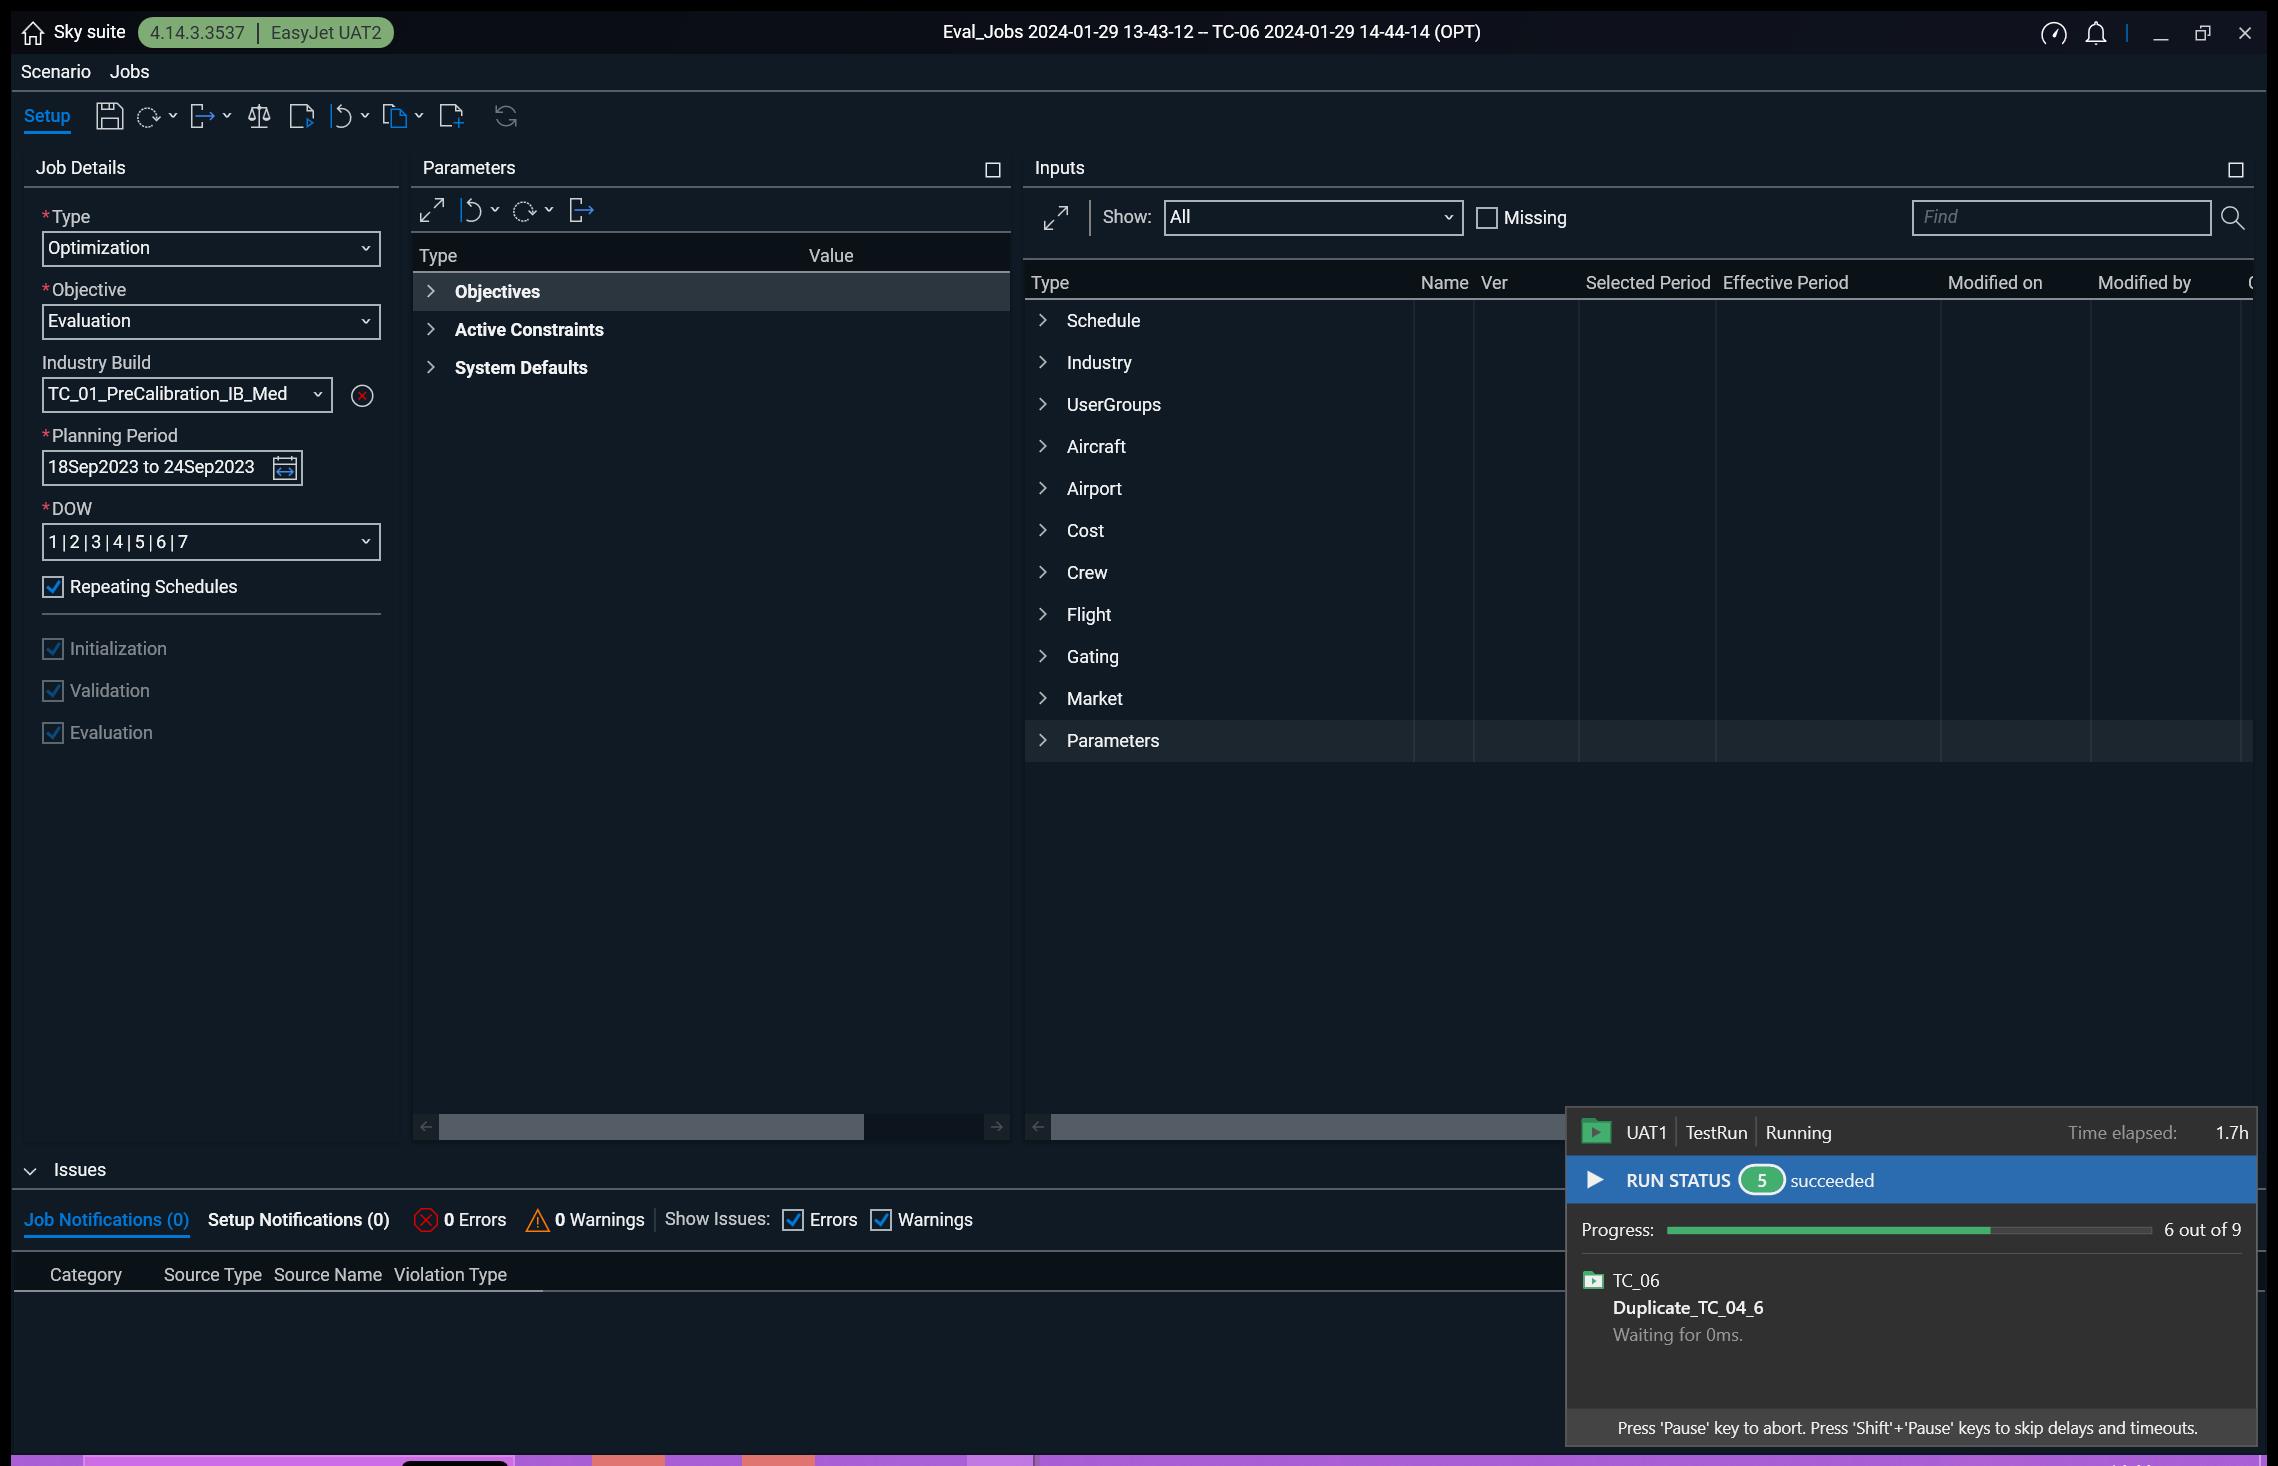 Sky suite
4.14.3.3537 | EasyJet UAT2
Eval_Jobs 2024-01-29 13-43-12 -- TC-06 2024-01-29 14-44-14 (OPT)
Scenario Jobs
Setup
Job Details
*Type
Optimization
*Objective
Evaluation
Industry Build
TC_01_PreCalibration_IB_Med
*Planning Period
18Sep2023 to 24Sep2023
*DOW
1|2|3|4|5|6|7
Repeating Schedules
Initialization
Validation
Evaluation
Parameters
Type Value
Objectives
Active Constraints
System Defaults
Inputs
Show: All Missing Find
Type Name Ver Selected Period Effective Period Modified on Modified by
Schedule
Industry
UserGroups
Aircraft
Airport
Cost
Crew
Flight
Gating
Market
Parameters
Issues
Job Notifications (0) Setup Notifications (0) 0 Errors 0 Warnings Show Issues: Errors Warnings
Category Source Type Source Name Violation Type
UAT1 TestRun Running Time elapsed: 1.7h
RUN STATUS 5 succeeded
Progress: 6 out of 9
TC_06
Duplicate_TC_04_6
Waiting for 0ms.
Press 'Pause' key to abort. Press 'Shift'+'Pause' keys to skip delays and timeouts.